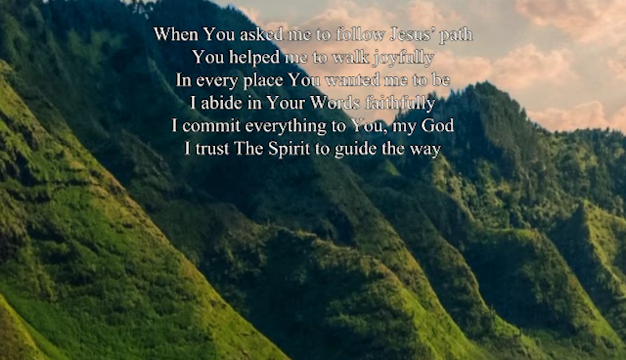 When You asked me to follow Jesus' path
You helped me to walk joyfully
In every place You wanted me to be
I abide in Your Words faithfully
I commit everything to You, my God
I trust The Spirit to guide the way